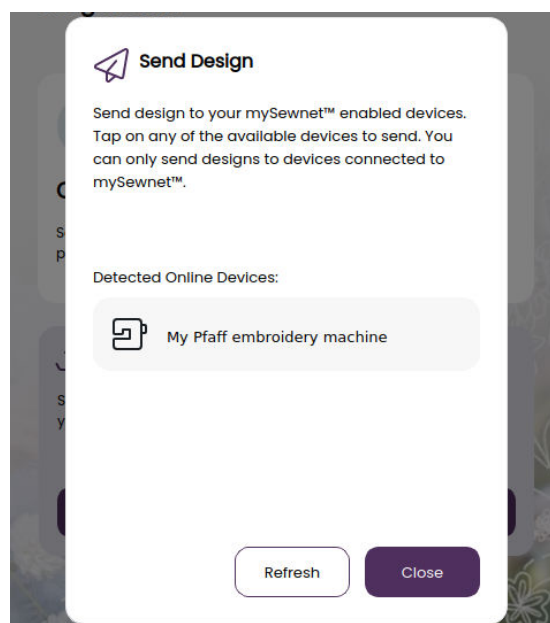 Send Design
Send design to your mySewnet™ enabled devices.
Tap on any of the available devices to send. You
can only send designs to devices connected to
mySewnet™.
Detected Online Devices:
My Pfaff embroidery machine
Refresh
Close